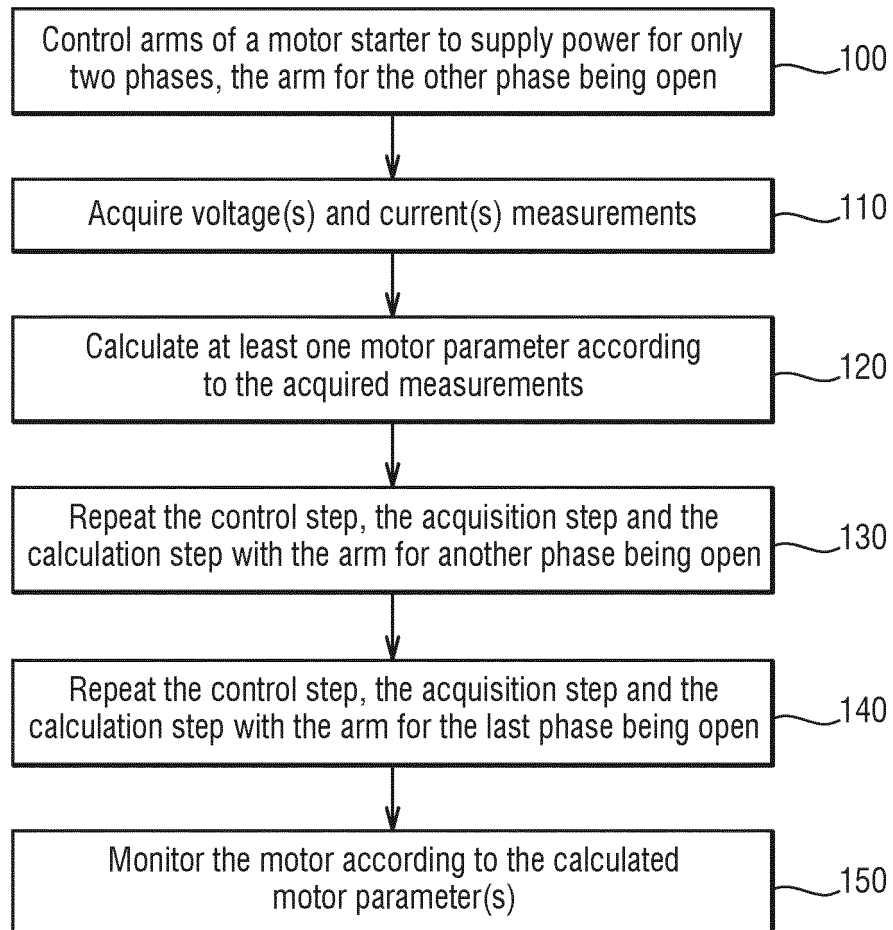 Control arms of a motor starter to supply power for only
two phases, the arm for the other phase being open
100
Acquire voltage(s) and current(s) measurements
110
Calculate at least one motor parameter according
to the acquired measurements
120
Repeat the control step, the acquisition step and the
calculation step with the arm for another phase being open
130
Repeat the control step, the acquisition step and the
calculation step with the arm for the last phase being open
140
Monitor the motor according to the calculated
motor parameter(s)
150